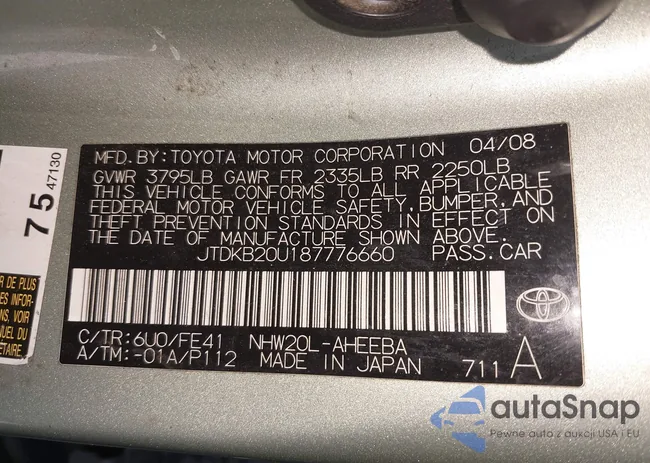 MFD. BY: TOYOTA MOTOR CORPORATION 04/08
GVWR 3795LB GAWR FR 2335LB RR 2250LB
THIS VEHICLE CONFORMS TO ALL APPLICABLE
FEDERAL MOTOR VEHICLE SAFETY, BUMPER, AND
THEFT PREVENTION STANDARDS IN EFFECT ON
THE DATE OF MANUFACTURE SHOWN ABOVE.
JTDKB20U187776660 PASS. CAR
C/TR: 6U0/FE41 NHW20L-AHEEBA
A/TM: -01A/P112 MADE IN JAPAN 711 A
75 47130
DE PLUS
VOIR
autaSnap
Pewne auto z aukcji USA i EU